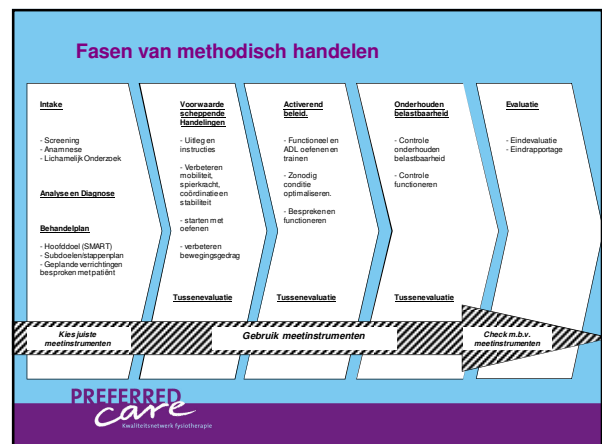 Fasen van methodisch handelen
Intake
- Screening
- Anamnese
- Lichamelijk Onderzoek
Analyse en Diagnose
Behandelplan
- Hoofddoel (SMART)
- Subdoelen/stappenplan
- Geplande verrichtingen
besproken met patiënt
Voorwaarde
scheppende
Handelingen
- Uitleg en
instructies
- Verbeteren
mobiliteit,
spierkracht,
coördinatie en
stabiliteit
- starten met
oefenen
- verbeteren
bewegingsgedrag
Tussenevaluatie
Activerend
beleid.
- Functioneel en
ADL oefenen en
trainen
- Zonodig
conditie
optimaliseren.
- Bespreken en
functioneren
Tussenevaluatie
Onderhouden
belastbaarheid
- Controle
onderhouden
belastbaarheid
- Controle
functioneren
Tussenevaluatie
Evaluatie
- Eindevaluatie
- Eindrapportage
Kies juiste
meetinstrumenten
Gebruik meetinstrumenten
Check m.b.v.
meetinstrumenten
PREFERRED
care
Kwaliteitsnetwerk fysiotherapie